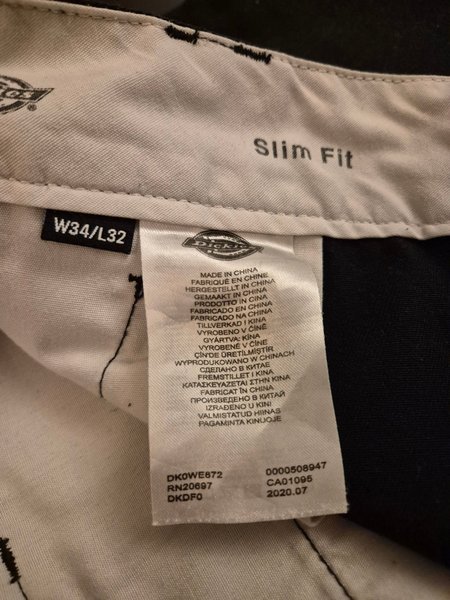 Slim Fit
W34/L32
Dickies
MADE IN CHINA
FABRIQUÉ EN CHINE
HERGESTELLT IN CHINA
GEMAAKT IN CHINA
PRODOTTO IN CINA
FABRICADO EN CHINA
FABRICADO NA CHINA
TILLVERKAD I KINA
VYROBENO V ČÍNĚ
GYÁRTVA: KÍNA
VYROBENÉ V ČÍNE
ÇİN'DE ÜRETİLMİŞTİR
WYPRODUKOWANO W CHINACH
СДЕЛАНО В КИТАЕ
FREMSTILLET I KINA
ΚΑΤΑΣΚΕΥΑΖΕΤΑΙ ΣΤΗΝ ΚΙΝΑ
FABRICAT ÎN CHINA
ПРОИЗВЕДЕНО В КИТАЙ
IZRAĐENO U KINI
VALMISTATUD HIINAS
PAGAMINTA KINIJOJE
DK0WE672 0000508947
RN20697 CA01095
DKDF0 2020.07